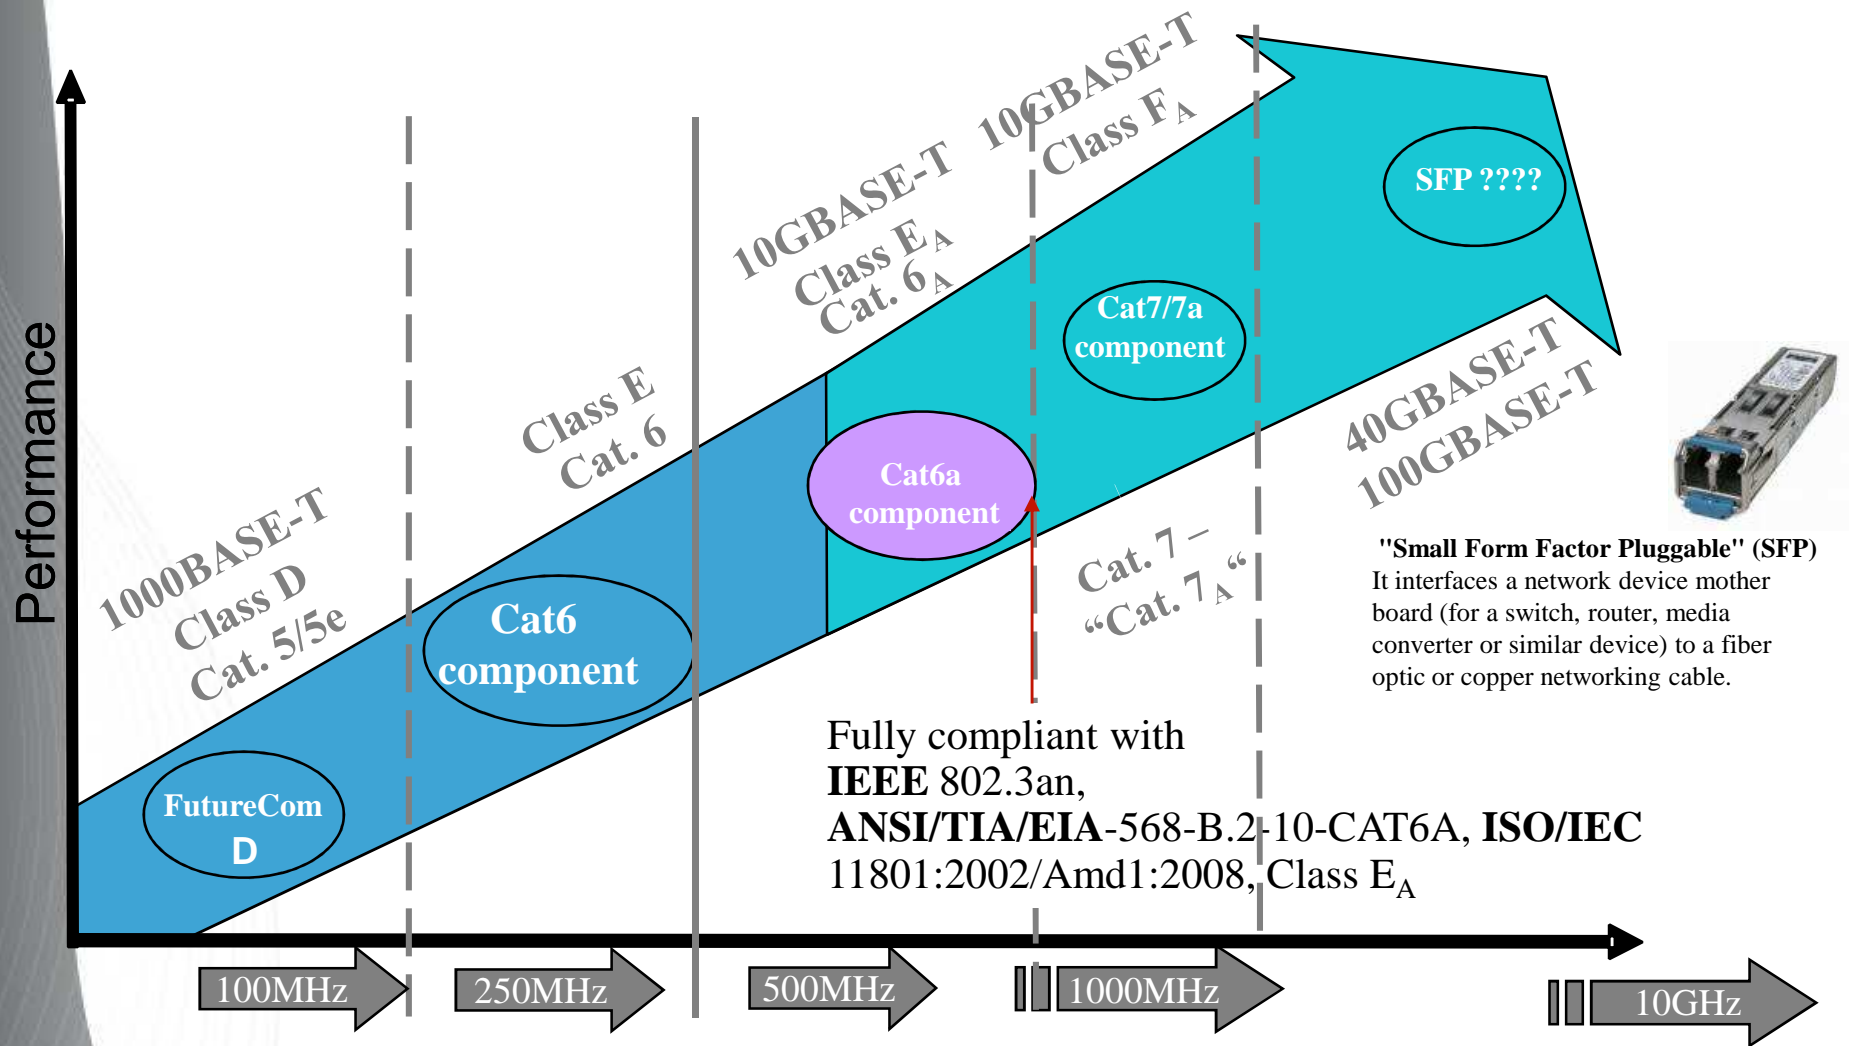 Performance
1000BASE-T
Class D
Cat. 5/5e
Class E
Cat. 6
10GBASE-T
Class EA
Cat. 6A
10GBASE-T
Class FA
Cat. 7 –
“Cat. 7A“
40GBASE-T
100GBASE-T
FutureCom
D
Cat6
component
Cat6a
component
Cat7/7a
component
SFP ????
"Small Form Factor Pluggable" (SFP)
It interfaces a network device mother
board (for a switch, router, media
converter or similar device) to a fiber
optic or copper networking cable.
Fully compliant with
IEEE 802.3an,
ANSI/TIA/EIA-568-B.2-10-CAT6A, ISO/IEC
11801:2002/Amd1:2008, Class EA
100MHz
250MHz
500MHz
1000MHz
10GHz